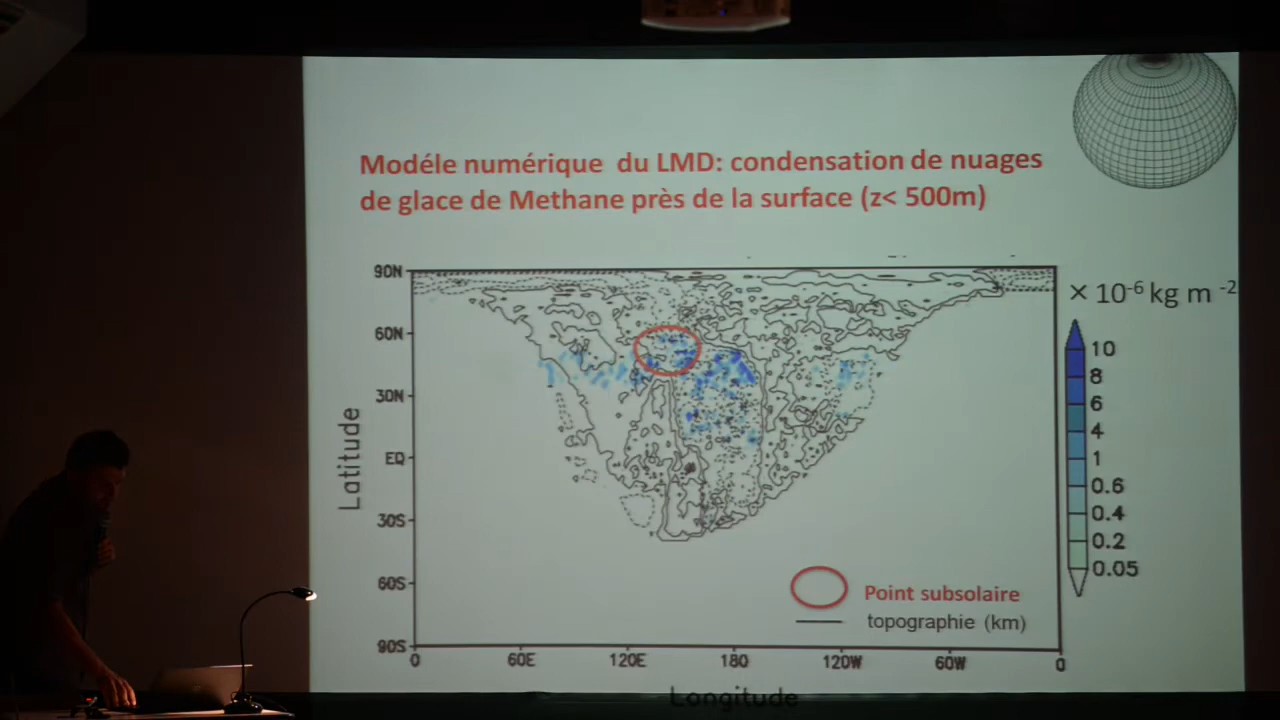 Modéle numérique du LMD: condensation de nuages
de glace de Methane près de la surface (z< 500m)
× 10-6 kg m -2
90N
60N
30N
EQ
30S
60S
90S
Latitude
0
60E
120E
180
120W
60W
0
Longitude
Point subsolaire
topographie (km)
10
8
6
4
1
0.6
0.4
0.2
0.05